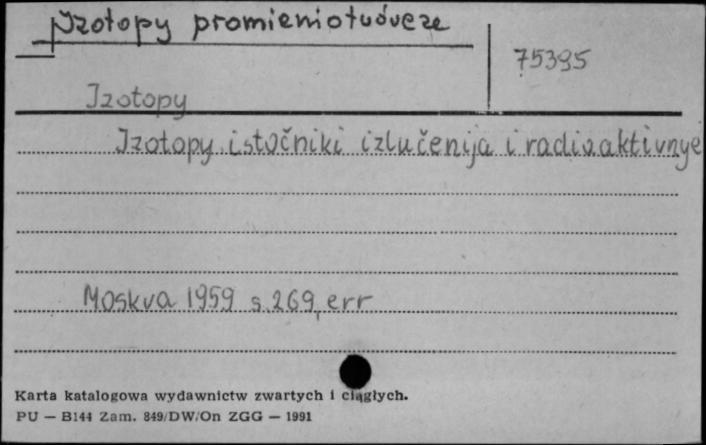 Izotopy promieniotwórcze
75395
Izotopy
Izotopy istočniki izlučenija i radioaktivnye
Moskva 1959 s. 269, err
Karta katalogowa wydawnictw zwartych i ciągłych.
PU — B144 Zam. 849/DW/On ZGG — 1991